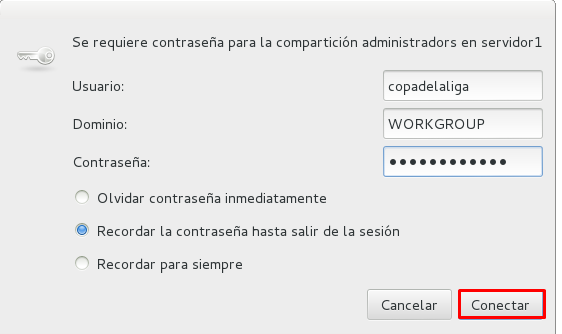 Se requiere contraseña para la compartición administradors en servidor1
Usuario: copadelaliga
Dominio: WORKGROUP
Contraseña: ●●●●●●●●●●●●
Olvidar contraseña inmediatamente
Recordar la contraseña hasta salir de la sesión
Recordar para siempre
Cancelar Conectar